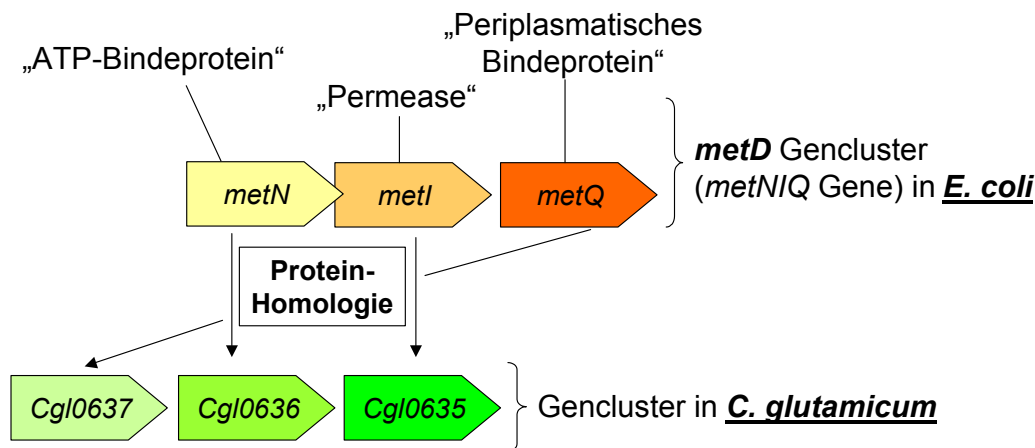 „Periplasmatisches
Bindeprotein“
„ATP-Bindeprotein“
„Permease“
metN
metI
metQ
metD Gencluster
(metNIQ Gene) in E. coli
Protein-
Homologie
Cgl0637
Cgl0636
Cgl0635
Gencluster in C. glutamicum